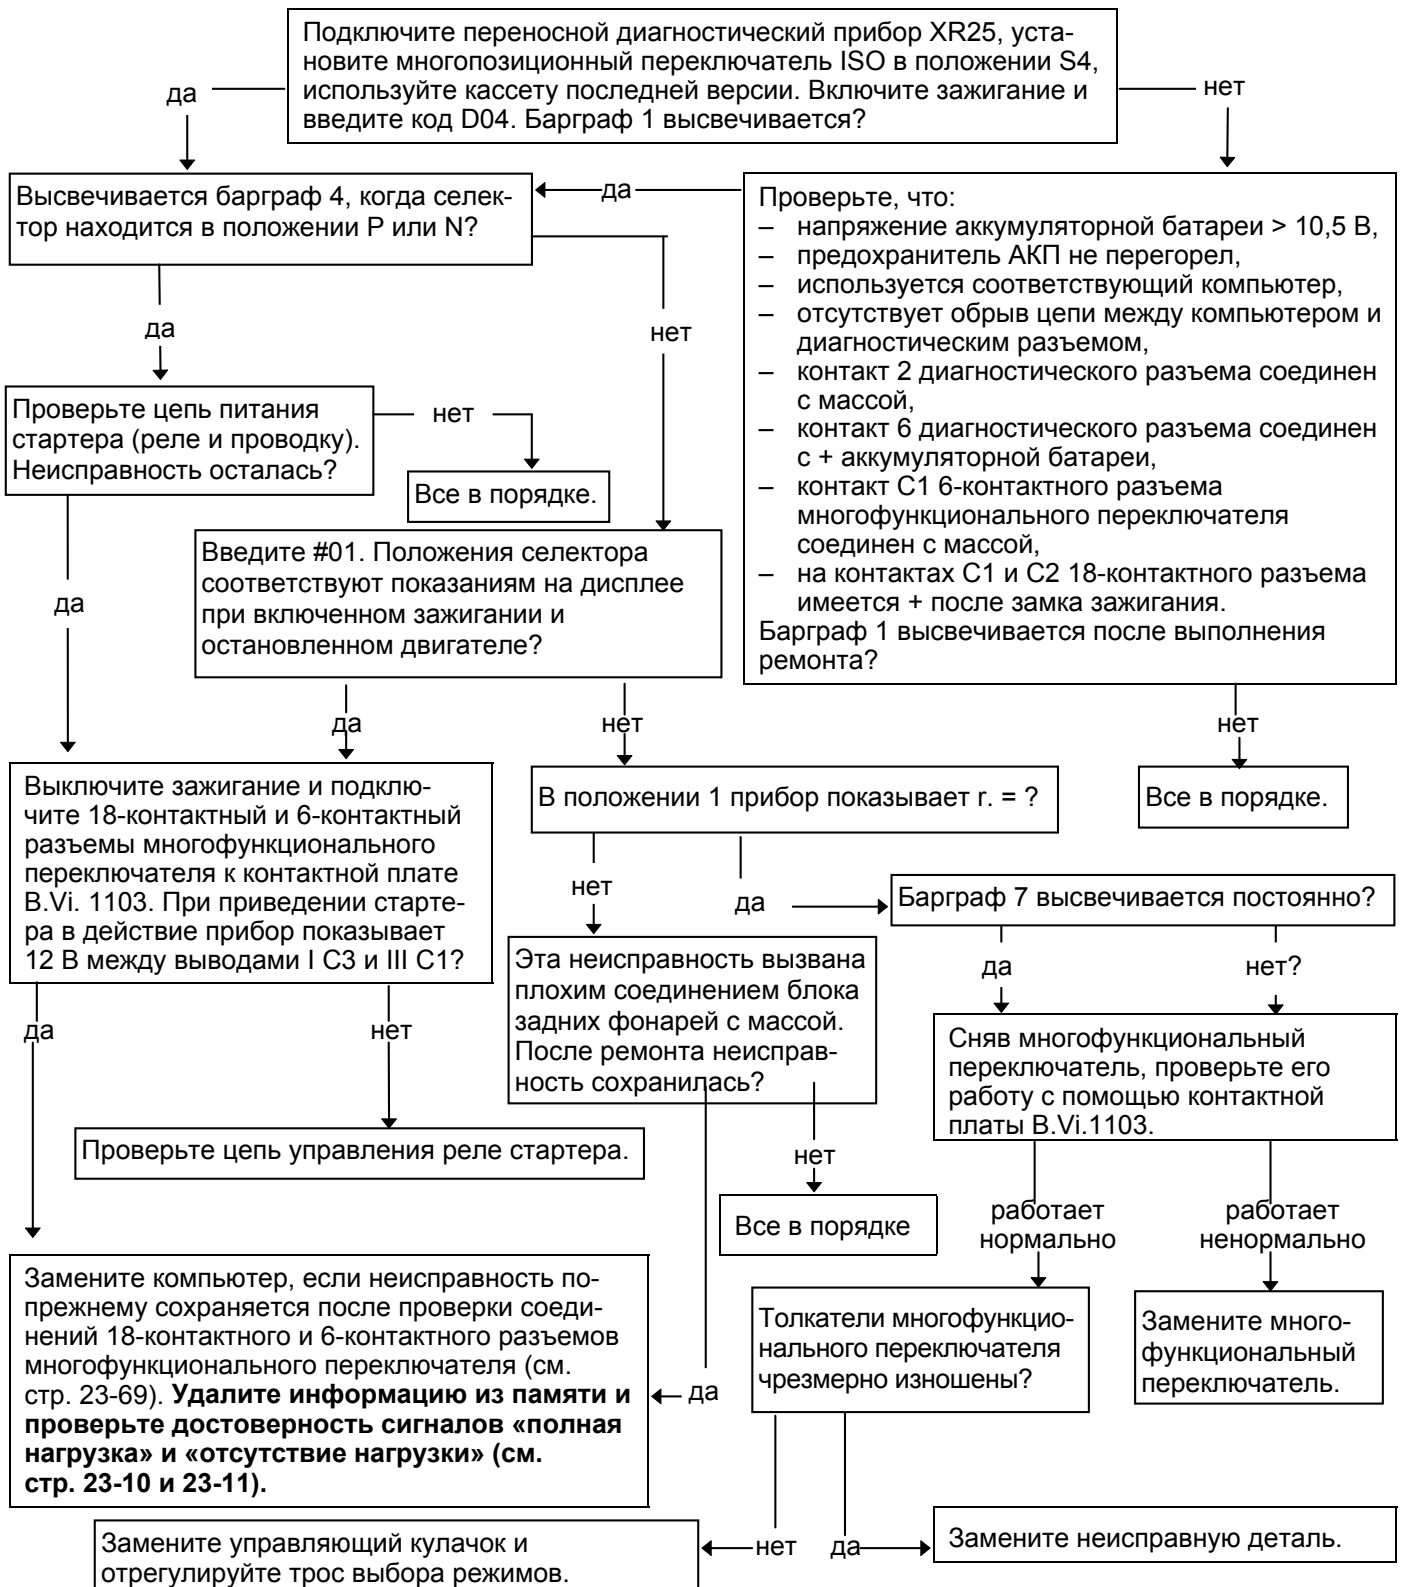 Подключите переносной диагностический прибор XR25, уста-
новите многопозиционный переключатель ISO в положении S4,
используйте кассету последней версии. Включите зажигание и
введите код D04. Барграф 1 высвечивается?
да
нет
Высвечивается барграф 4, когда селек-
тор находится в положении P или N?
да
Проверьте, что:
– напряжение аккумуляторной батареи > 10,5 В,
– предохранитель АКП не перегорел,
– используется соответствующий компьютер,
– отсутствует обрыв цепи между компьютером и
диагностическим разъемом,
– контакт 2 диагностического разъема соединен
с массой,
– контакт 6 диагностического разъема соединен
с + аккумуляторной батареи,
– контакт С1 6-контактного разъема
многофункционального переключателя
соединен с массой,
– на контактах С1 и С2 18-контактного разъема
имеется + после замка зажигания.
Барграф 1 высвечивается после выполнения
ремонта?
да
нет
Проверьте цепь питания
стартера (реле и проводку).
Неисправность осталась?
нет
Все в порядке.
Введите #01. Положения селектора
соответствуют показаниям на дисплее
при включенном зажигании и
остановленном двигателе?
да
да
нет
нет
Выключите зажигание и подклю-
чите 18-контактный и 6-контактный
разъемы многофункционального
переключателя к контактной плате
B.Vi. 1103. При приведении старте-
ра в действие прибор показывает
12 В между выводами I C3 и III C1?
В положении 1 прибор показывает r. = ?
Все в порядке.
нет
да
Барграф 7 высвечивается постоянно?
да
нет?
Эта неисправность вызвана
плохим соединением блока
задних фонарей с массой.
После ремонта неисправ-
ность сохранилась?
Сняв многофункциональный
переключатель, проверьте его
работу с помощью контактной
платы B.Vi.1103.
да
нет
Проверьте цепь управления реле стартера.
нет
Все в порядке
работает
нормально
работает
ненормально
Замените компьютер, если неисправность по-
прежнему сохраняется после проверки соеди-
нений 18-контактного и 6-контактного разъемов
многофункционального переключателя (см.
стр. 23-69). Удалите информацию из памяти и
проверьте достоверность сигналов «полная
нагрузка» и «отсутствие нагрузки» (см.
стр. 23-10 и 23-11).
да
Толкатели многофункцио-
нального переключателя
чрезмерно изношены?
Замените много-
функциональный
переключатель.
Замените управляющий кулачок и
отрегулируйте трос выбора режимов.
нет
да
Замените неисправную деталь.